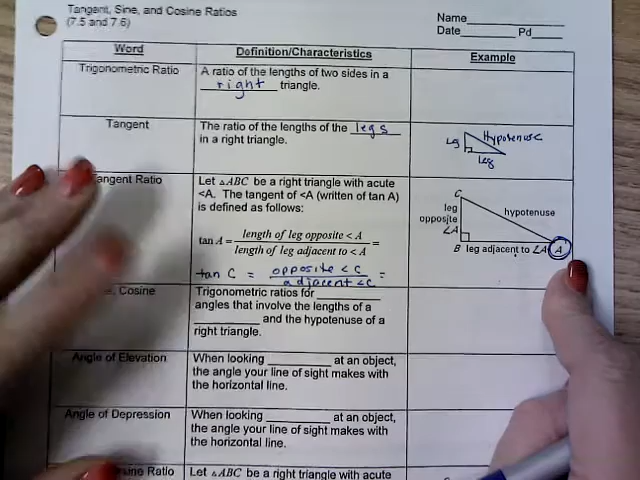 Tangent, Sine, and Cosine Ratios
(7.5 and 7.6)
Name
Date Pd
Word Definition/Characteristics Example
Trigonometric Ratio
A ratio of the lengths of two sides in a
right triangle.
Tangent
The ratio of the lengths of the legs
in a right triangle.
Leg Hypotenuse
Leg
angent Ratio
Let △ABC be a right triangle with acute
<A. The tangent of <A (written of tan A)
is defined as follows:
tan A = length of leg opposite < A / length of leg adjacent to < A =
tan C = opposite <C / adjacent <C =
C
leg
opposite
∠A
hypotenuse
B leg adjacent to ∠A A
Cosine
Trigonometric ratios for
angles that involve the lengths of a
and the hypotenuse of a
right triangle.
Angle of Elevation
When looking at an object,
the angle your line of sight makes with
the horizontal line.
Angle of Depression
When looking at an object,
the angle your line of sight makes with
the horizontal line.
Ratio
Let △ABC be a right triangle with acute